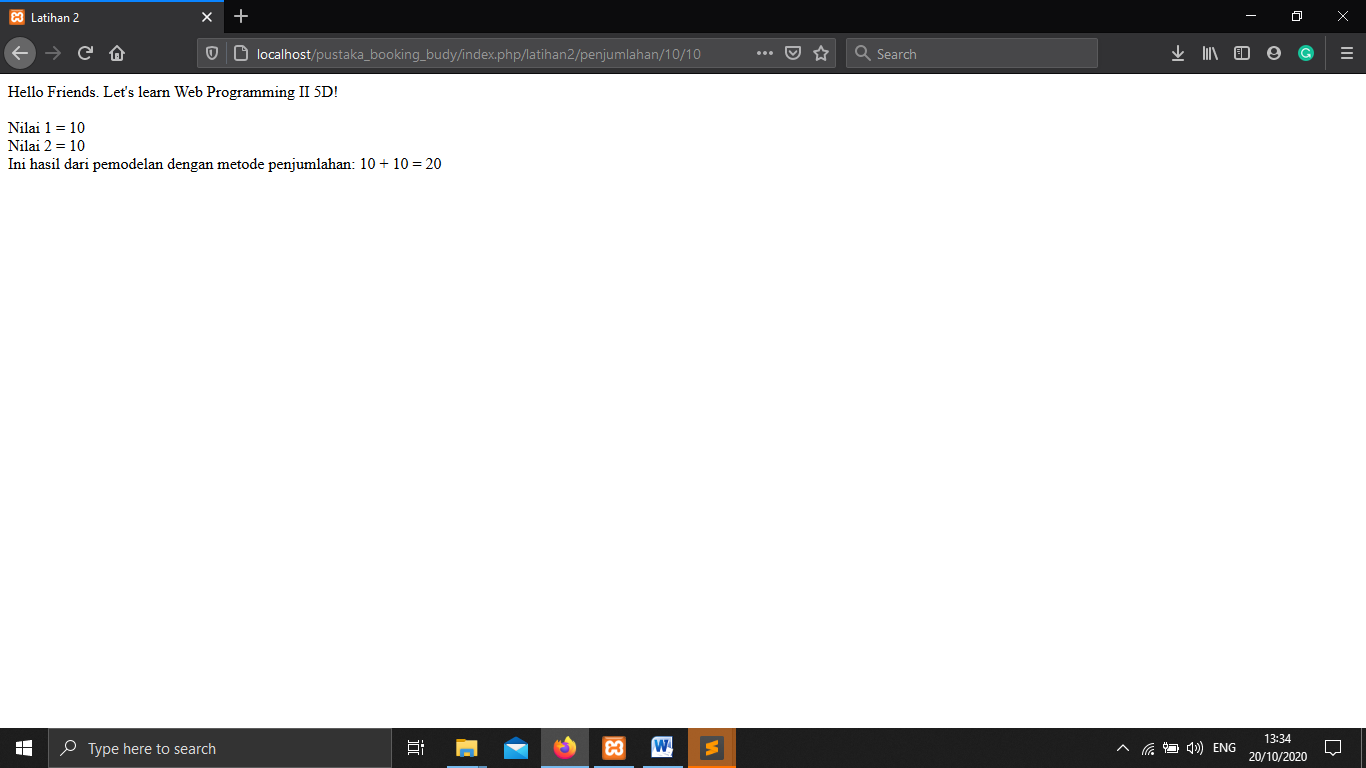 Latihan 2
localhost/pustaka_booking_budy/index.php/latihan2/penjumlahan/10/10
Search
Hello Friends. Let's learn Web Programming II 5D!
Nilai 1 = 10
Nilai 2 = 10
Ini hasil dari pemodelan dengan metode penjumlahan: 10 + 10 = 20
Type here to search
ENG
13:34
20/10/2020